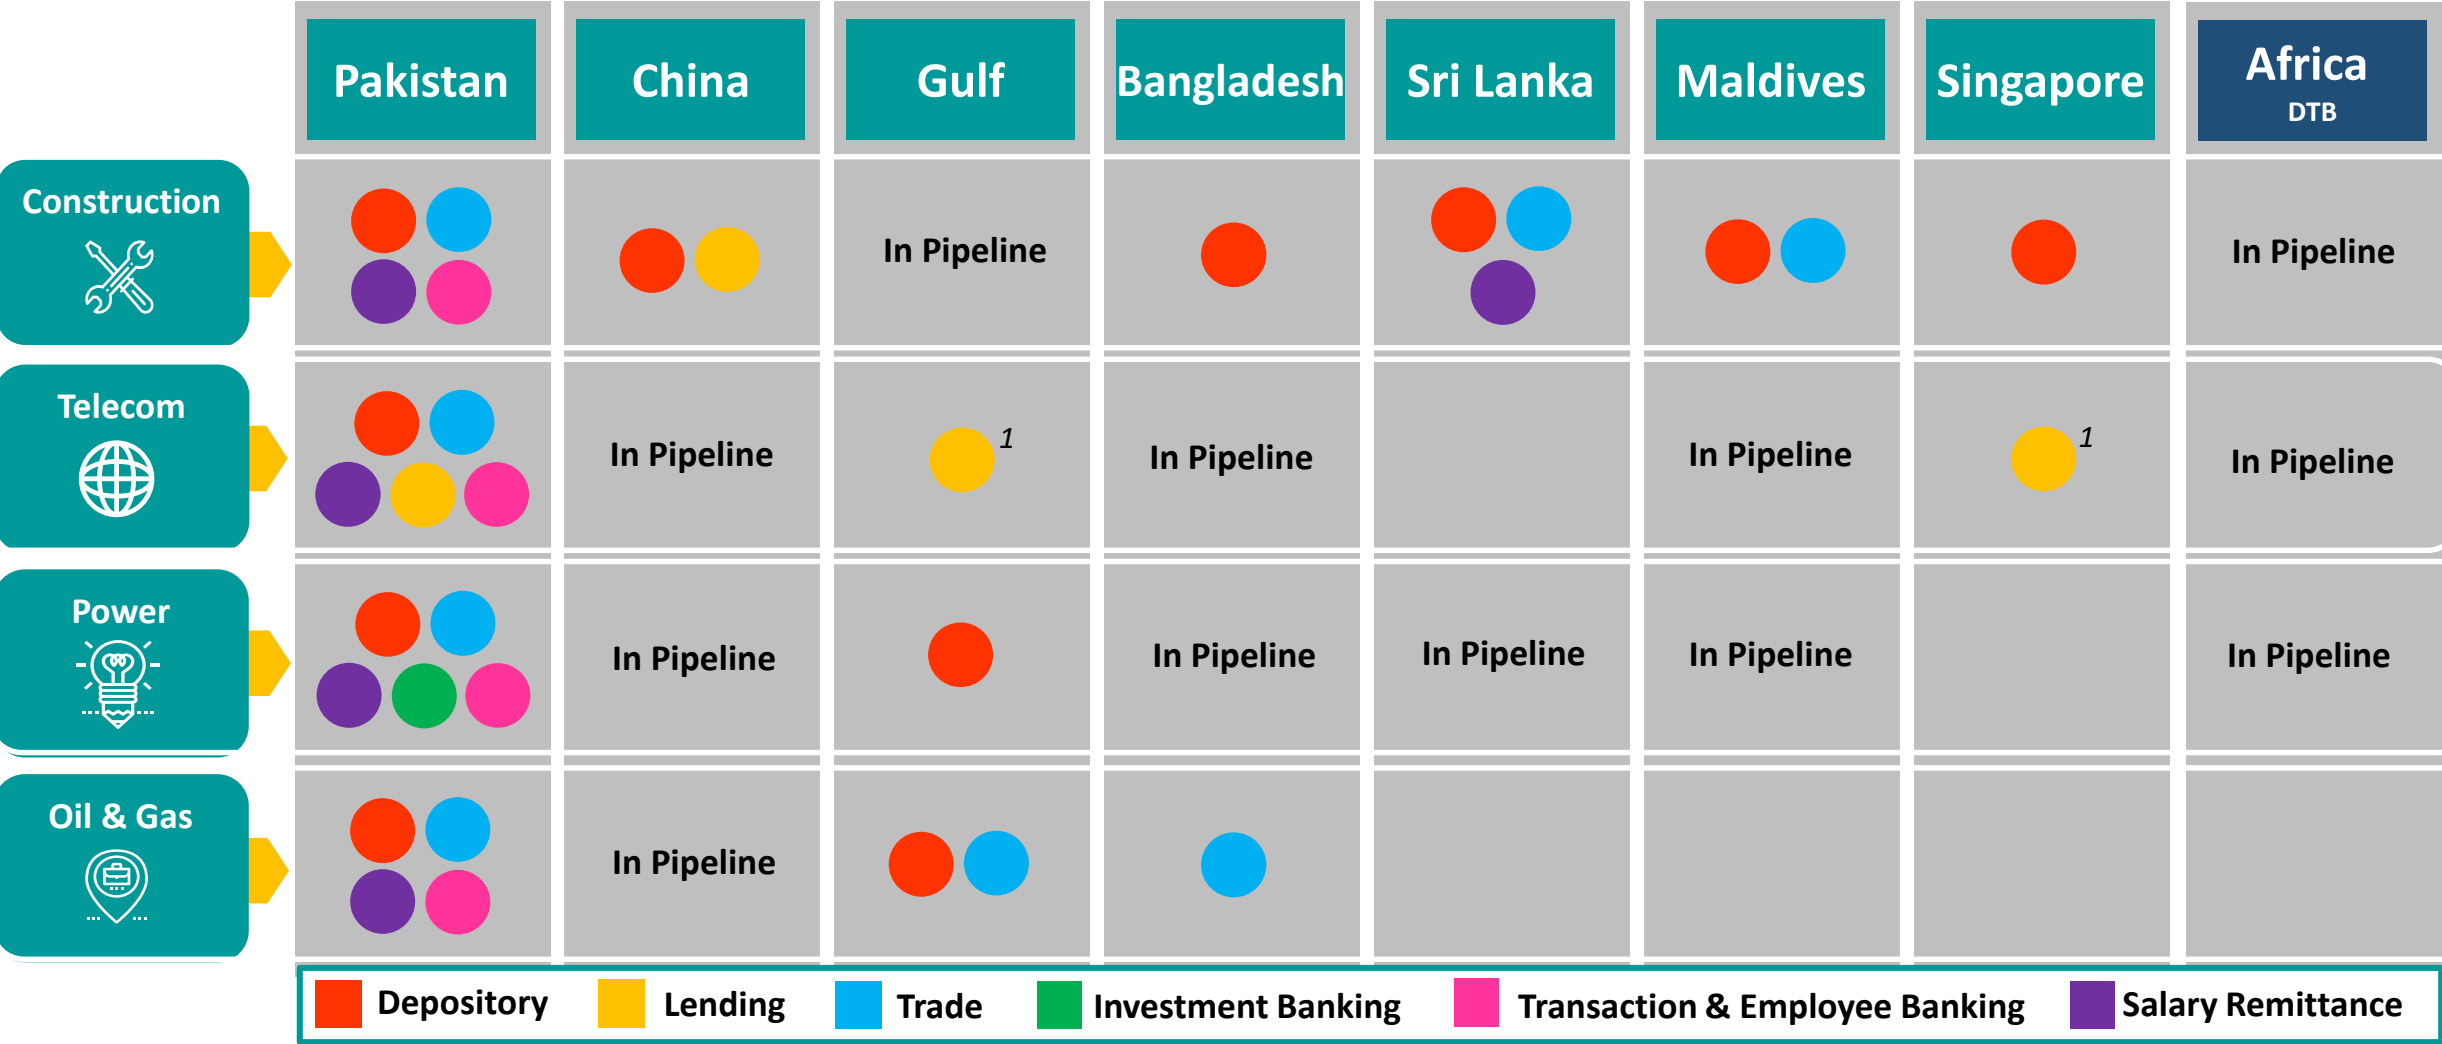 Pakistan
China
Gulf
Bangladesh
Sri Lanka
Maldives
Singapore
Africa
DTB
Construction
In Pipeline
In Pipeline
Telecom
In Pipeline
1
In Pipeline
In Pipeline
1
In Pipeline
Power
In Pipeline
In Pipeline
In Pipeline
In Pipeline
In Pipeline
Oil & Gas
In Pipeline
Depository
Lending
Trade
Investment Banking
Transaction & Employee Banking
Salary Remittance